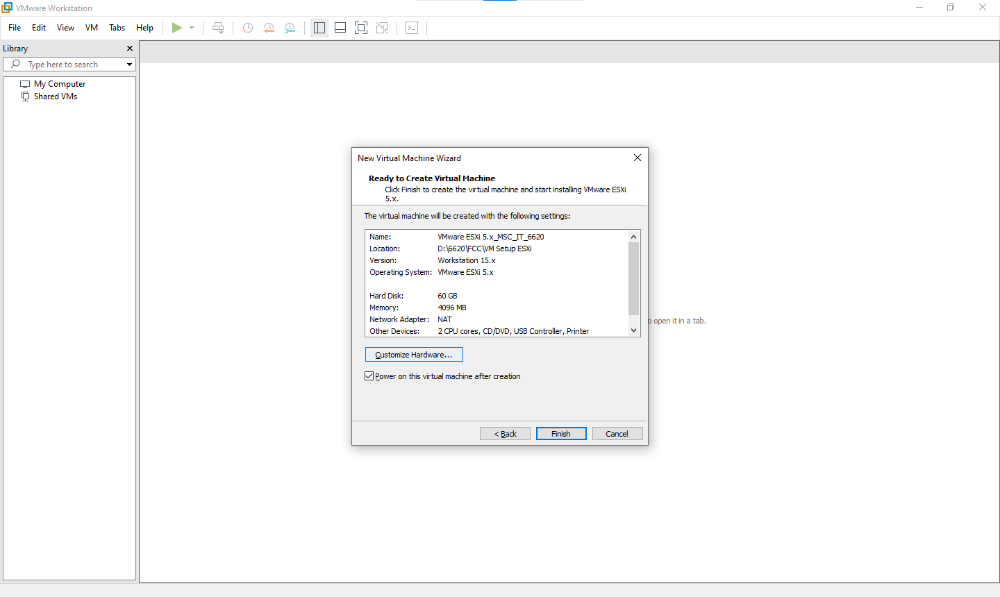 VMware Workstation
File Edit View VM Tabs Help
Library
Type here to search
My Computer
Shared VMs
New Virtual Machine Wizard
Ready to Create Virtual Machine
Click Finish to create the virtual machine and start installing VMware ESXi
5.x.
The virtual machine will be created with the following settings:
Name: VMware ESXi 5.x_MSC_IT_6620
Location: D:\6620\FCC\VM Setup ESXi
Version: Workstation 15.x
Operating System: VMware ESXi 5.x
Hard Disk: 60 GB
Memory: 4096 MB
Network Adapter: NAT
Other Devices: 2 CPU cores, CD/DVD, USB Controller, Printer
open it in a tab.
Customize Hardware...
Power on this virtual machine after creation
< Back Finish Cancel